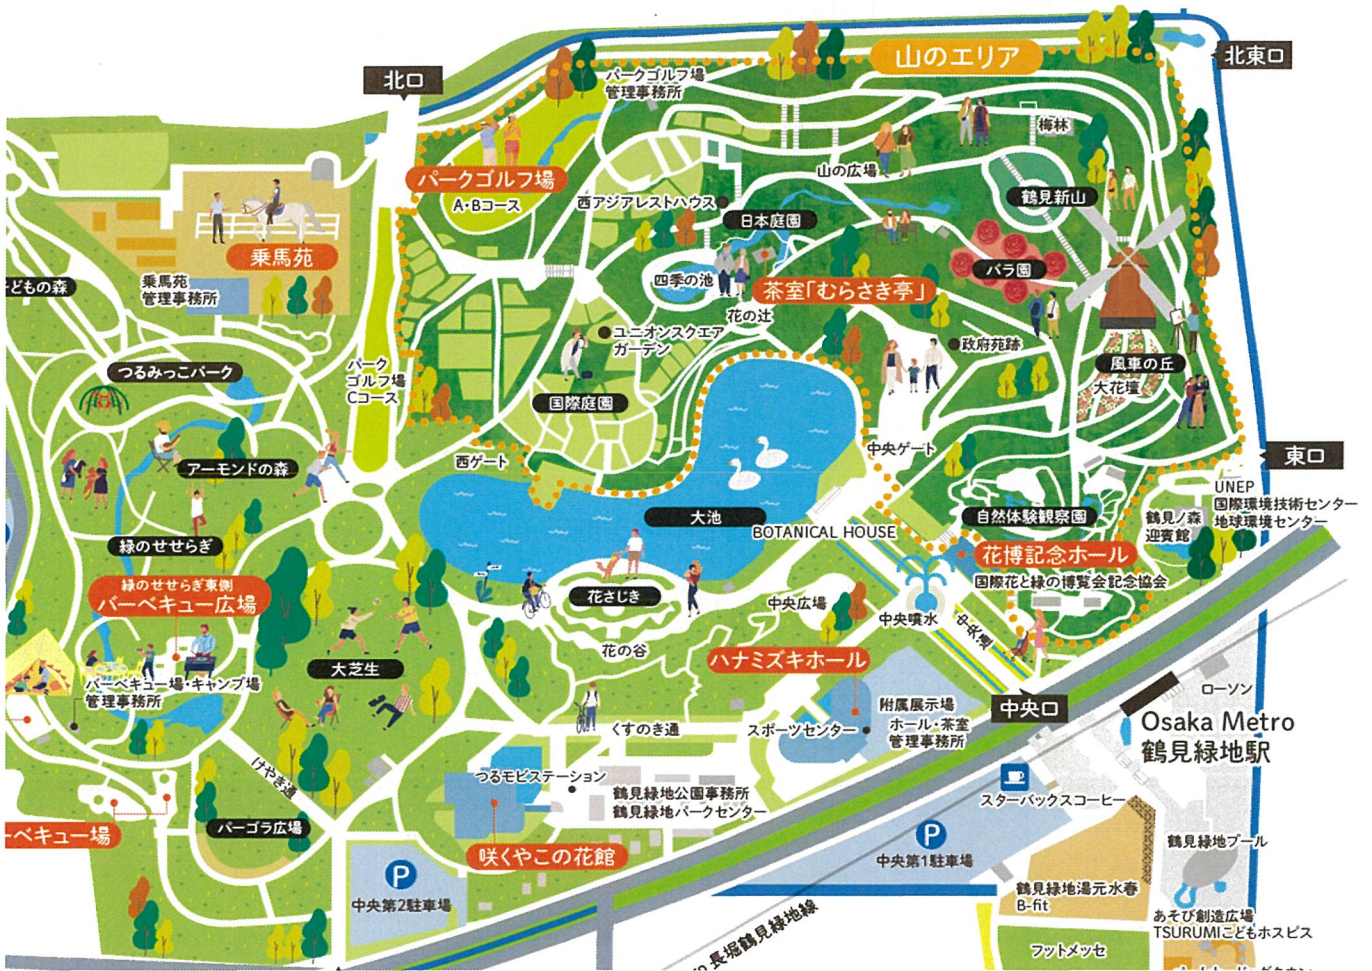 山のエリア
北東口
北口
パークゴルフ場
管理事務所
梅林
山の広場
パークゴルフ場
A・Bコース
西アジアレストハウス
鶴見新山
日本庭園
乗馬苑
バラ園
どもの森
乗馬苑
管理事務所
四季の池
茶室「むらさき亭」
花の辻
ユニオンスクエア
ガーデン
政府苑跡
つるみっこパーク
パーク
ゴルフ場
Cコース
風車の丘
大花壇
国際庭園
アーモンドの森
西ゲート
中央ゲート
東口
UNEP
国際環境技術センター
地球環境センター
大池
自然体験観察園
鶴見ノ森
迎賓館
BOTANICAL HOUSE
緑のせせらぎ
花博記念ホール
国際花と緑の博覧会記念協会
緑のせせらぎ東側
バーベキュー広場
花さじき
中央広場
中央噴水
中央通
花の谷
大芝生
ハナミズキホール
バーベキュー場・キャンプ場
管理事務所
ローソン
中央口
附属展示場
ホール・茶室
管理事務所
くすのき通
スポーツセンター
Osaka Metro
鶴見緑地駅
けやき通
つるモビステーション
鶴見緑地公園事務所
鶴見緑地パークセンター
スターバックスコーヒー
ーベキュー場
パーゴラ広場
咲くやこの花館
P
中央第1駐車場
鶴見緑地プール
P
中央第2駐車場
鶴見緑地湯元水春
B-fit
あそび創造広場
TSURUMIこどもホスピス
長堀鶴見緑地線
フットメッセ